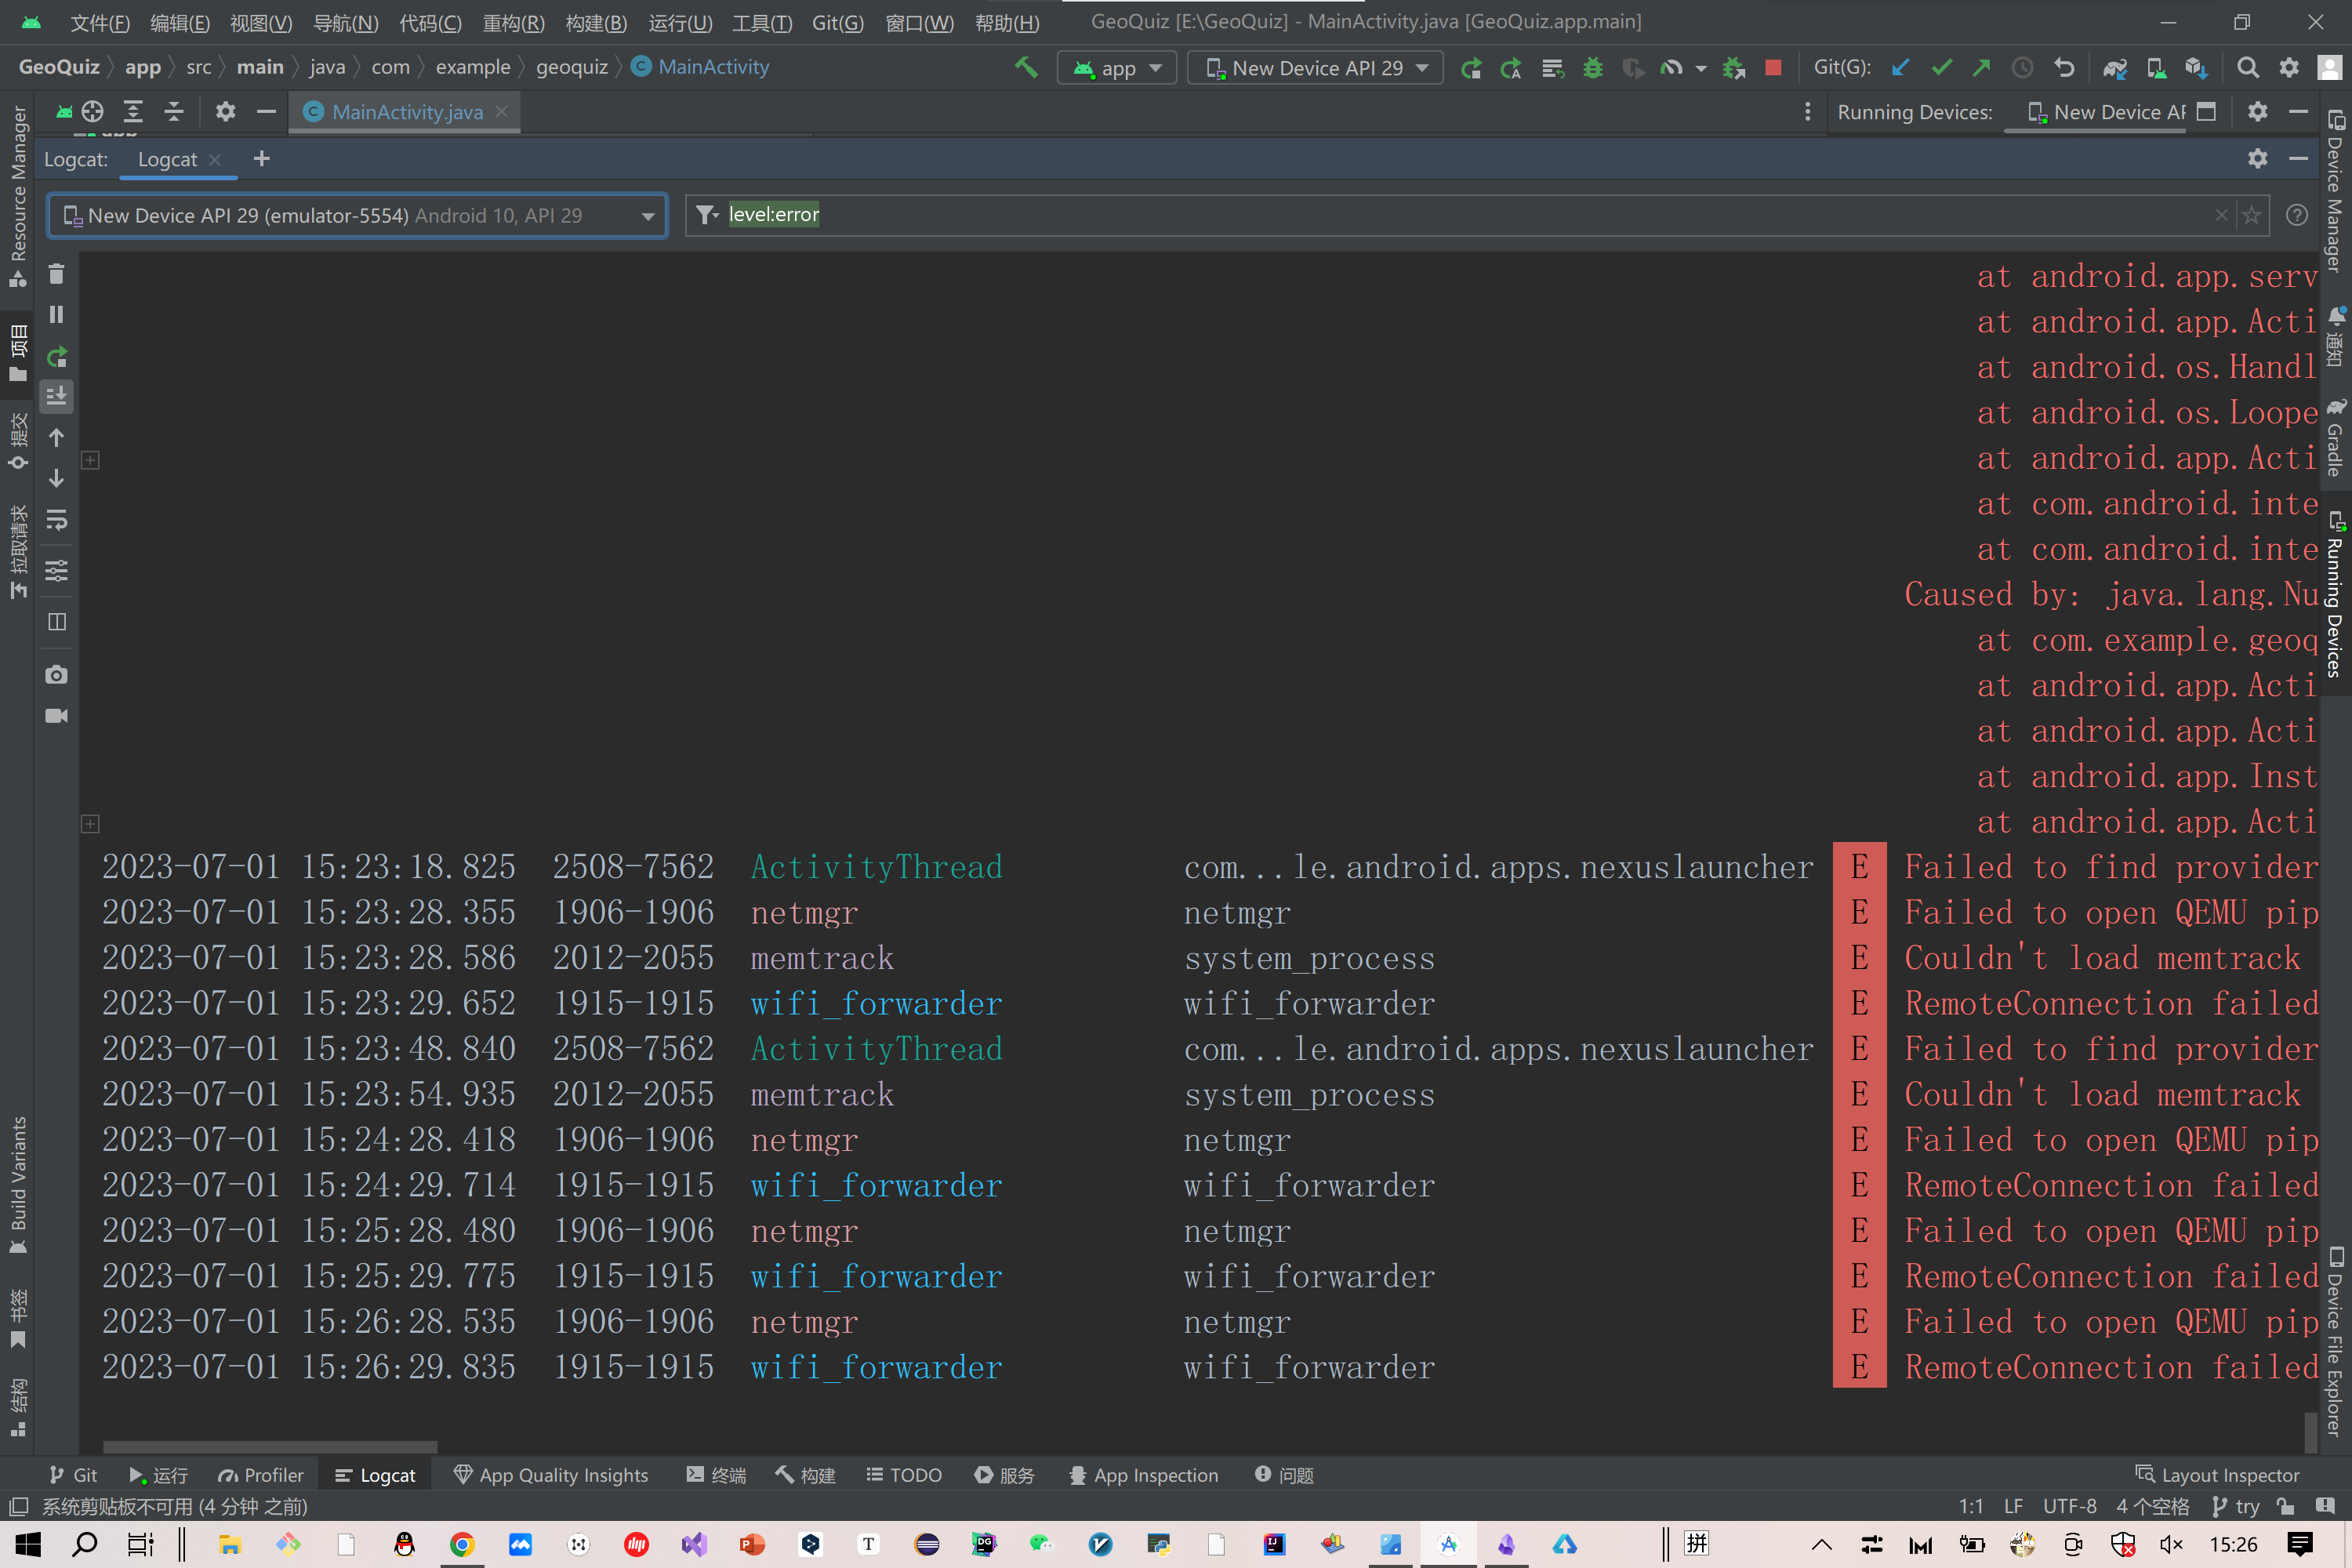 文件(F) 编辑(E) 视图(V) 导航(N) 代码(C) 重构(R) 构建(B) 运行(U) 工具(T) Git(G) 窗口(W) 帮助(H) GeoQuiz [E:\GeoQuiz] - MainActivity.java [GeoQuiz.app.main]
GeoQuiz app src main java com example geoquiz MainActivity app New Device API 29 Git(G):
MainActivity.java Running Devices: New Device AP
Logcat: Logcat
New Device API 29 (emulator-5554) Android 10, API 29 level:error
at android.app.serv
at android.app.Acti
at android.os.Handl
at android.os.Loope
at android.app.Acti
at com.android.inte
at com.android.inte
Caused by: java.lang.Nu
at com.example.geoq
at android.app.Acti
at android.app.Acti
at android.app.Inst
at android.app.Acti
2023-07-01 15:23:18.825 2508-7562 ActivityThread com...le.android.apps.nexuslauncher E Failed to find provider
2023-07-01 15:23:28.355 1906-1906 netmgr netmgr E Failed to open QEMU pip
2023-07-01 15:23:28.586 2012-2055 memtrack system_process E Couldn't load memtrack
2023-07-01 15:23:29.652 1915-1915 wifi_forwarder wifi_forwarder E RemoteConnection failed
2023-07-01 15:23:48.840 2508-7562 ActivityThread com...le.android.apps.nexuslauncher E Failed to find provider
2023-07-01 15:23:54.935 2012-2055 memtrack system_process E Couldn't load memtrack
2023-07-01 15:24:28.418 1906-1906 netmgr netmgr E Failed to open QEMU pip
2023-07-01 15:24:29.714 1915-1915 wifi_forwarder wifi_forwarder E RemoteConnection failed
2023-07-01 15:25:28.480 1906-1906 netmgr netmgr E Failed to open QEMU pip
2023-07-01 15:25:29.775 1915-1915 wifi_forwarder wifi_forwarder E RemoteConnection failed
2023-07-01 15:26:28.535 1906-1906 netmgr netmgr E Failed to open QEMU pip
2023-07-01 15:26:29.835 1915-1915 wifi_forwarder wifi_forwarder E RemoteConnection failed
Resource Manager
项目
提交
拉取请求
Build Variants
书签
结构
Device Manager
通知
Gradle
Running Devices
Device File Explorer
Git 运行 Profiler Logcat App Quality Insights 终端 构建 TODO 服务 App Inspection 问题 Layout Inspector
系统剪贴板不可用 (4 分钟 之前) 1:1 LF UTF-8 4 个空格 try
拼 15:26